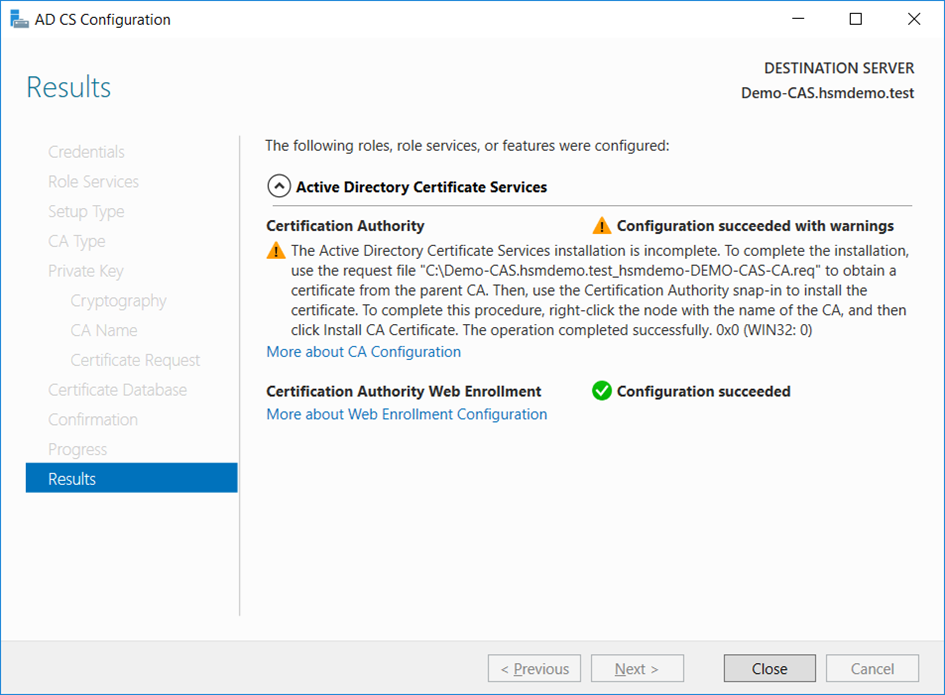 AD CS Configuration
Results
DESTINATION SERVER
Demo-CAS.hsmdemo.test
Credentials
Role Services
Setup Type
CA Type
Private Key
Cryptography
CA Name
Certificate Request
Certificate Database
Confirmation
Progress
Results
The following roles, role services, or features were configured:
Active Directory Certificate Services
Certification Authority
Configuration succeeded with warnings
The Active Directory Certificate Services installation is incomplete. To complete the installation,
use the request file "C:\Demo-CAS.hsmdemo.test_hsmdemo-DEMO-CAS-CA.req" to obtain a
certificate from the parent CA. Then, use the Certification Authority snap-in to install the
certificate. To complete this procedure, right-click the node with the name of the CA, and then
click Install CA Certificate. The operation completed successfully. 0x0 (WIN32: 0)
More about CA Configuration
Certification Authority Web Enrollment
Configuration succeeded
More about Web Enrollment Configuration
< Previous
Next >
Close
Cancel